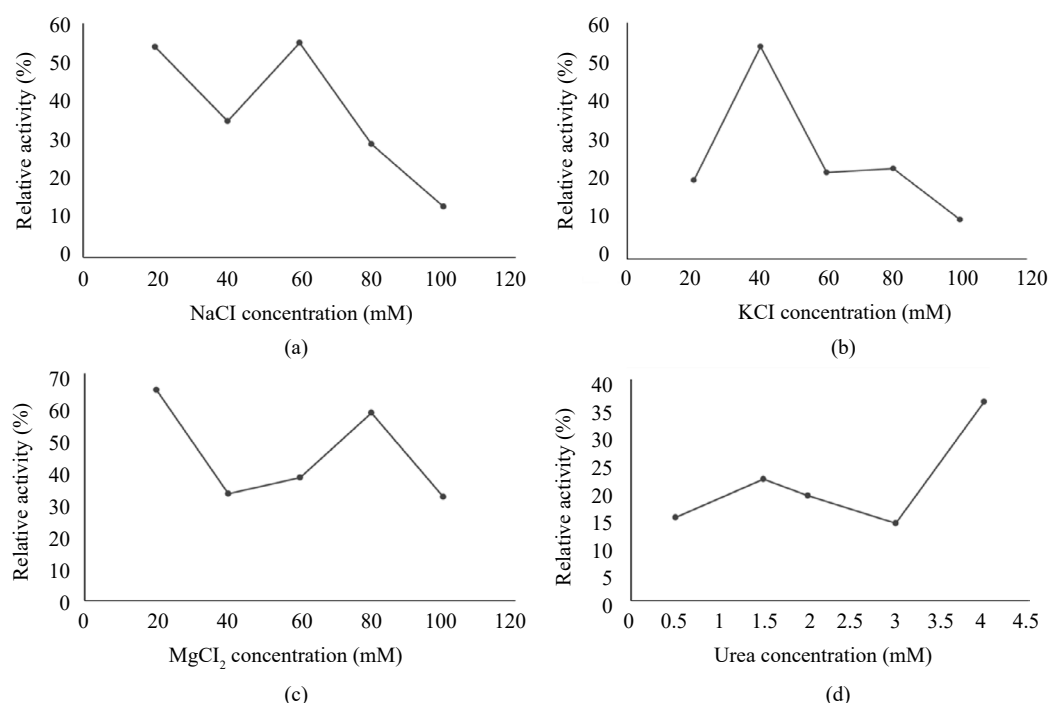 Relative activity (%)
60
50
40
30
20
10
0
0 20 40 60 80 100 120
NaCI concentration (mM)
(a)
Relative activity (%)
60
50
40
30
20
10
0
0 20 40 60 80 100 120
KCI concentration (mM)
(b)
Relative activity (%)
70
60
50
40
30
20
10
0
0 20 40 60 80 100 120
MgCI₂ concentration (mM)
(c)
Relative activity (%)
40
35
30
25
20
15
10
5
0
0 0.5 1 1.5 2 2.5 3 3.5 4 4.5
Urea concentration (mM)
(d)